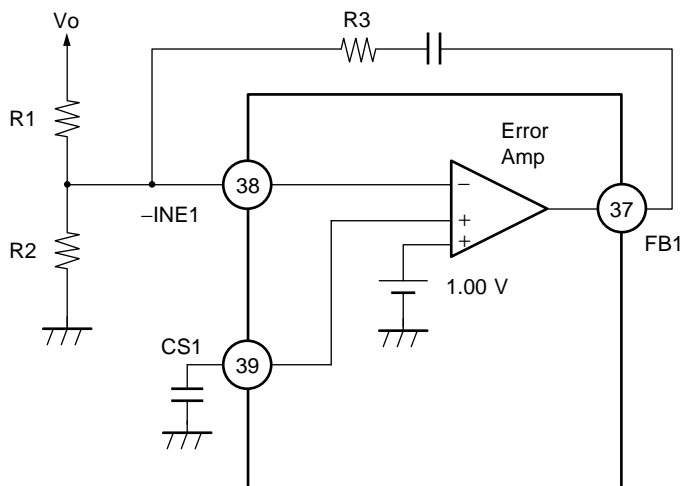 Vo
R3
R1
Error
Amp
38
−
+
+
37
−INE1
R2
FB1
1.00 V
CS1
39